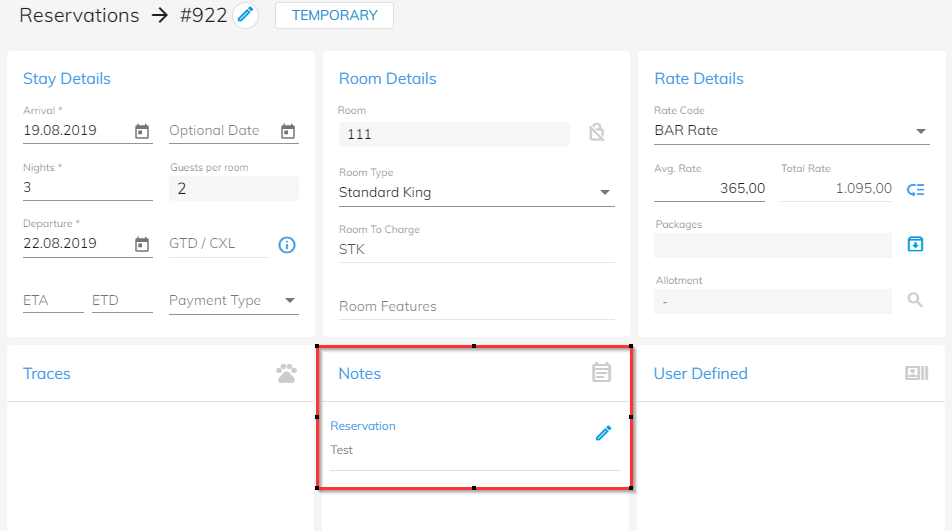 Reservations → #922 TEMPORARY
Stay Details
Arrival *
19.08.2019
Optional Date
Nights *
3
Guests per room
2
Departure *
22.08.2019
GTD / CXL
ETA
ETD
Payment Type
Room Details
Room
111
Room Type
Standard King
Room To Charge
STK
Room Features
Rate Details
Rate Code
BAR Rate
Avg. Rate
365,00
Total Rate
1.095,00
Packages
Allotment
-
Traces
Notes
Reservation
Test
User Defined